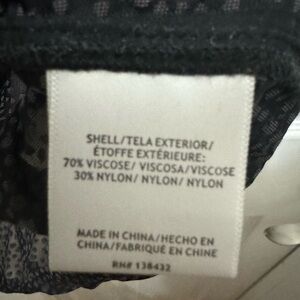 SHELL/TELA EXTERIOR/
ÉTOFFE EXTÉRIEURE:
70% VISCOSE/ VISCOSA/VISCOSE
30% NYLON/ NYLON/ NYLON
MADE IN CHINA/HECHO EN
CHINA/FABRIQUÉ EN CHINE
RN# 138432